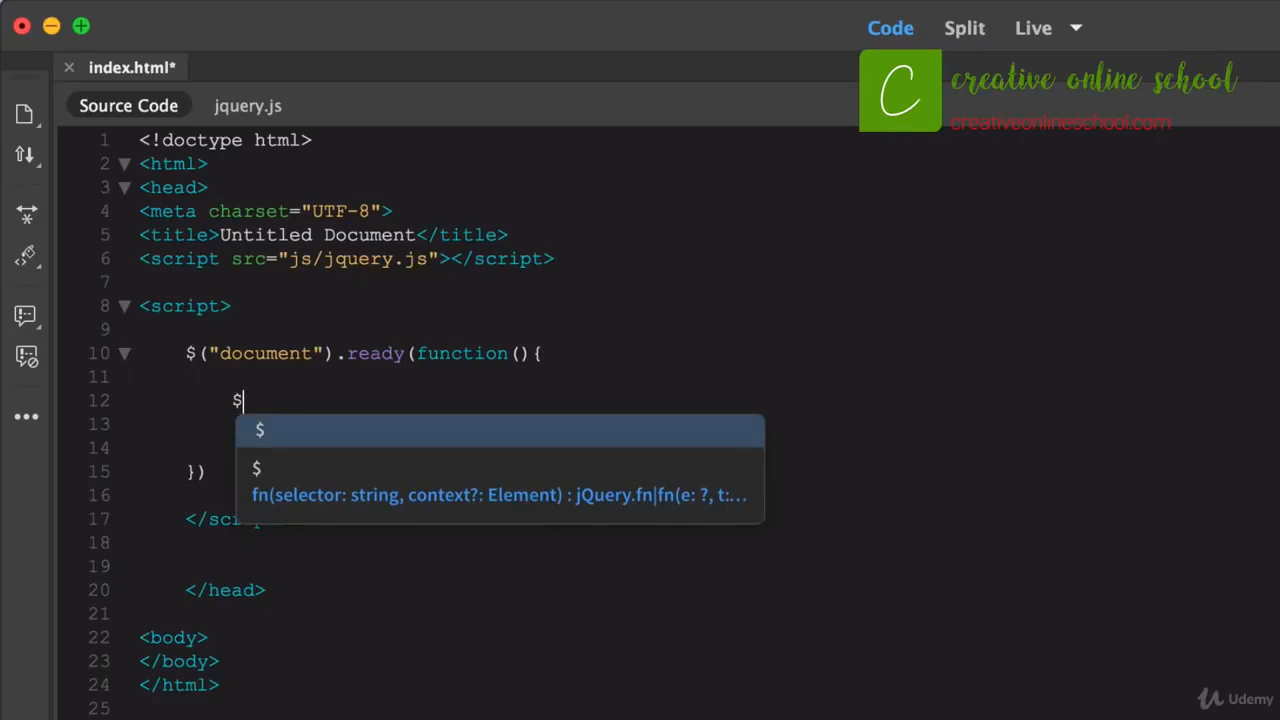 Code Split Live
index.html*
creative online school
creativeonlineschool.com
C
Source Code jquery.js
1 <!doctype html>
2 <html>
3 <head>
4 <meta charset="UTF-8">
5 <title>Untitled Document</title>
6 <script src="js/jquery.js"></script>
7
8 <script>
9
10 $("document").ready(function(){
11
12 $
13 $
14 $
15 })
fn(selector: string, context?: Element) : jQuery.fn|fn(e: ?, t:...
16
17 </scr
18
19
20 </head>
21
22 <body>
23 </body>
24 </html>
25
Udemy